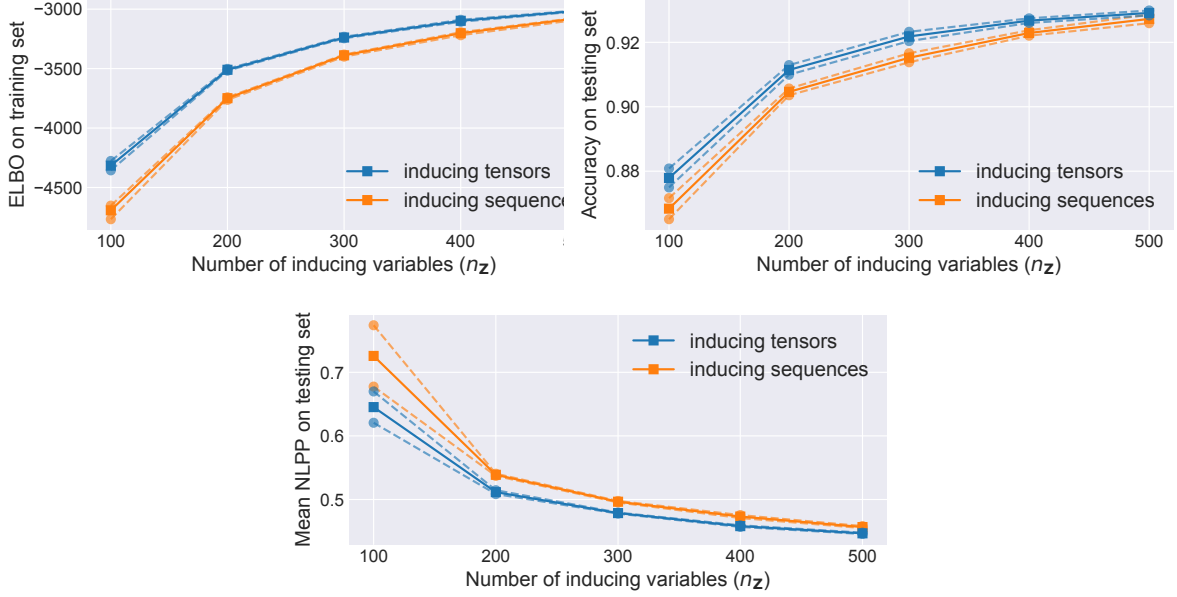 ELBO on training set
−3000
−3500
−4000
−4500
inducing tensors
inducing sequence
100
200
300
400
Number of inducing variables (nz)
Accuracy on testing set
0.92
0.90
0.88
inducing tensors
inducing sequences
100
200
300
400
500
Number of inducing variables (nz)
Mean NLPP on testing set
0.7
0.6
0.5
inducing tensors
inducing sequences
100
200
300
400
500
Number of inducing variables (nz)